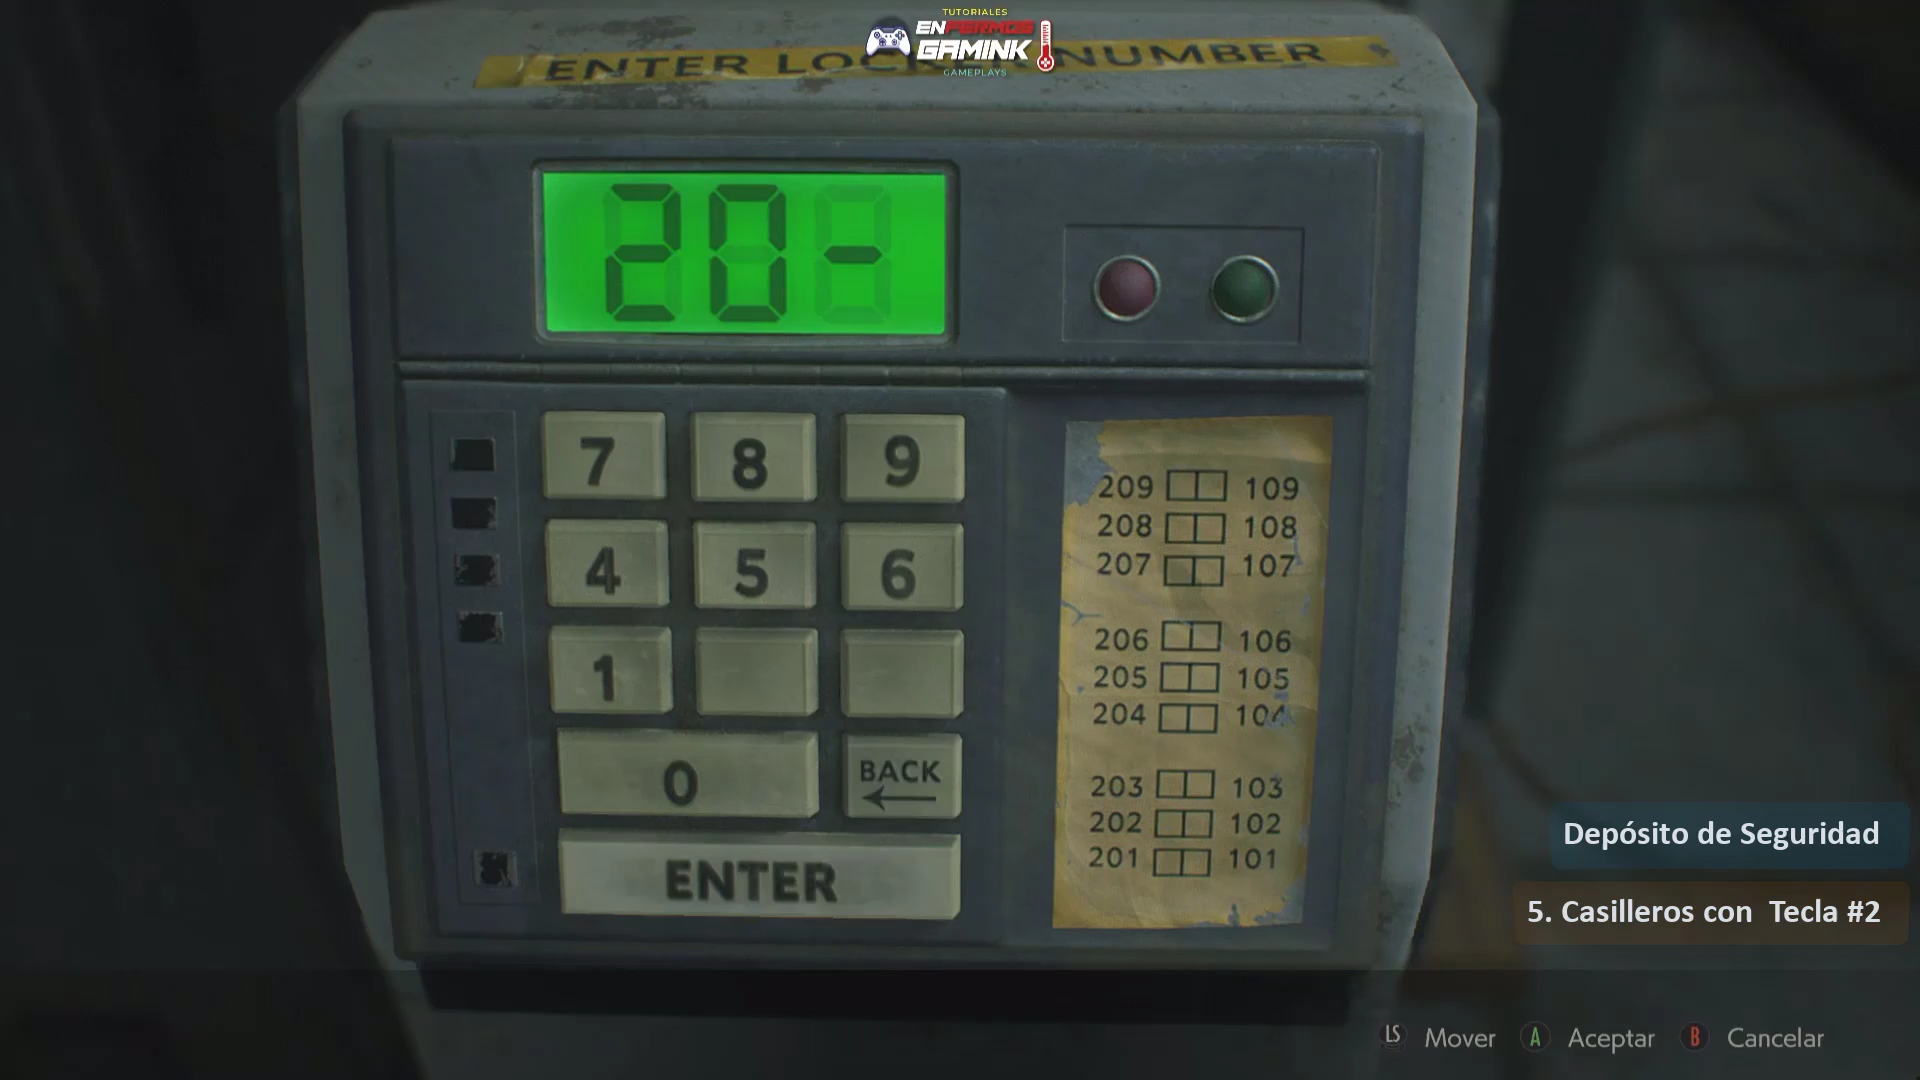 TUTORIALES
ENFERMOS
GAMINK
GAMEPLAYS
ENTER LOCKER NUMBER
20-
7 8 9
4 5 6
1
0 BACK
ENTER
209 109
208 108
207 107
206 106
205 105
204 104
203 103
202 102
201 101
Depósito de Seguridad
5. Casilleros con Tecla #2
LS Mover A Aceptar B Cancelar